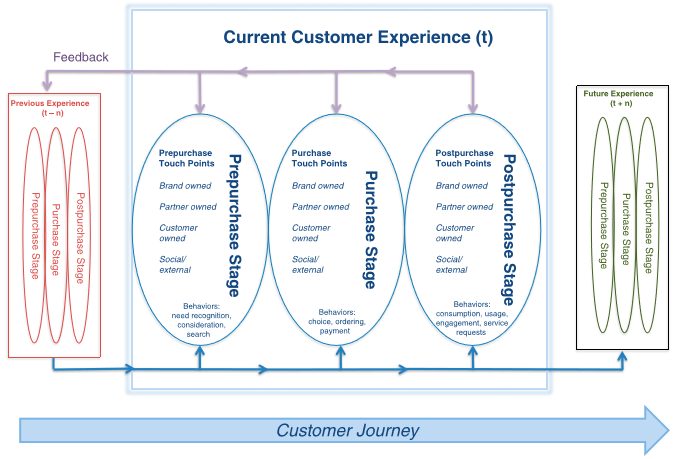 Current Customer Experience (t)
Feedback
Previous Experience
(t – n)
Prepurchase Stage
Purchase Stage
Postpurchase Stage
Prepurchase
Touch Points
Brand owned
Partner owned
Customer
owned
Social/
external
Prepurchase Stage
Behaviors:
need recognition,
consideration,
search
Purchase
Touch Points
Brand owned
Partner owned
Customer
owned
Social/
external
Purchase Stage
Behaviors:
choice, ordering,
payment
Postpurchase
Touch Points
Brand owned
Partner owned
Customer
owned
Social/
external
Postpurchase Stage
Behaviors:
consumption, usage,
engagement, service
requests
Future Experience
(t + n)
Prepurchase Stage
Purchase Stage
Postpurchase Stage
Customer Journey